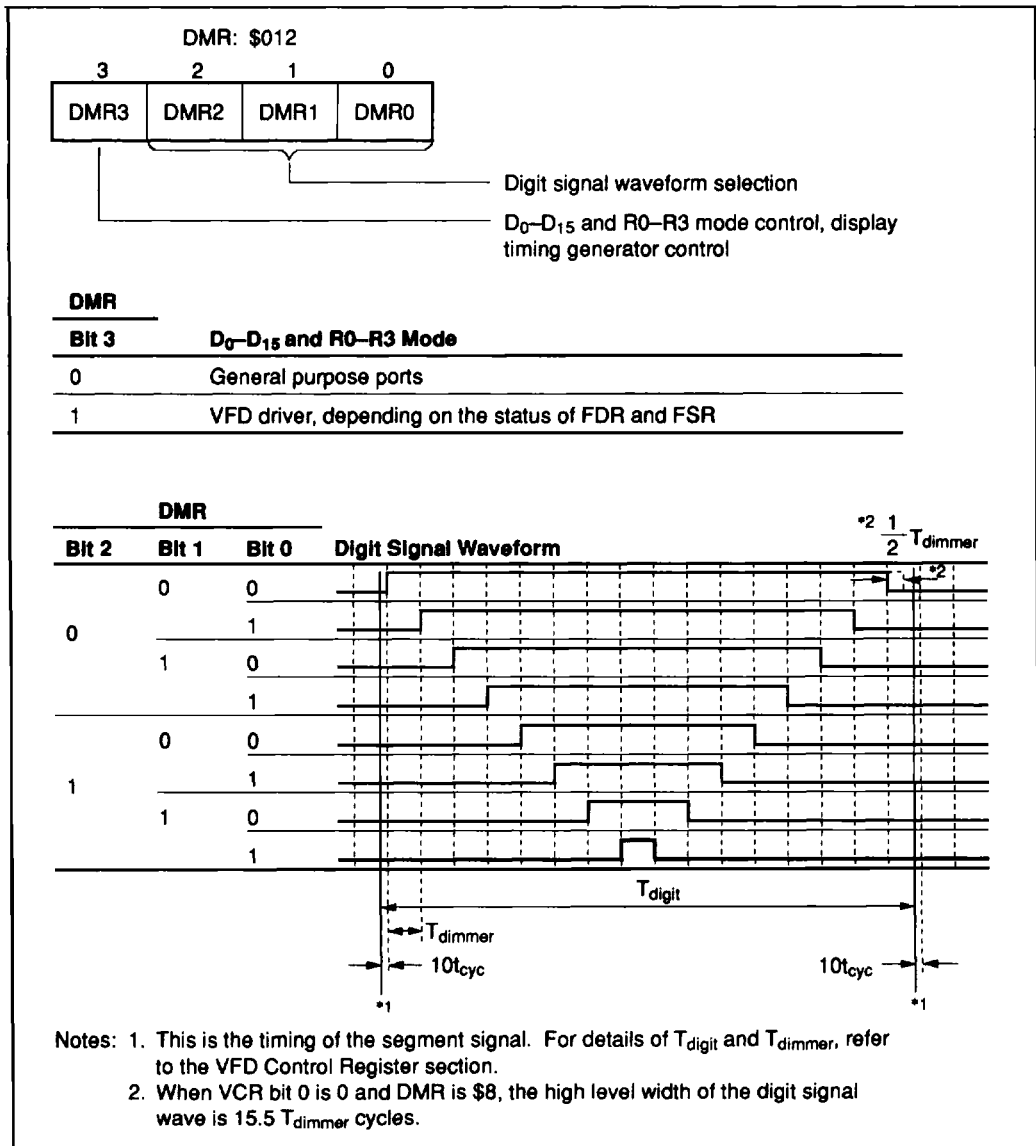 DMR: $012
3 2 1 0
DMR3 DMR2 DMR1 DMR0
Digit signal waveform selection
D0–D15 and R0–R3 mode control, display
timing generator control
DMR
Bit 3 D0–D15 and R0–R3 Mode
0 General purpose ports
1 VFD driver, depending on the status of FDR and FSR
DMR
Bit 2 Bit 1 Bit 0 Digit Signal Waveform
*2 1/2 Tdimmer
*2
0 0
1
0
1 0
1
0 0
1
1
1 0
1
Tdigit
Tdimmer
10tcyc 10tcyc
*1 *1
Notes: 1. This is the timing of the segment signal. For details of Tdigit and Tdimmer, refer
to the VFD Control Register section.
2. When VCR bit 0 is 0 and DMR is $8, the high level width of the digit signal
wave is 15.5 Tdimmer cycles.